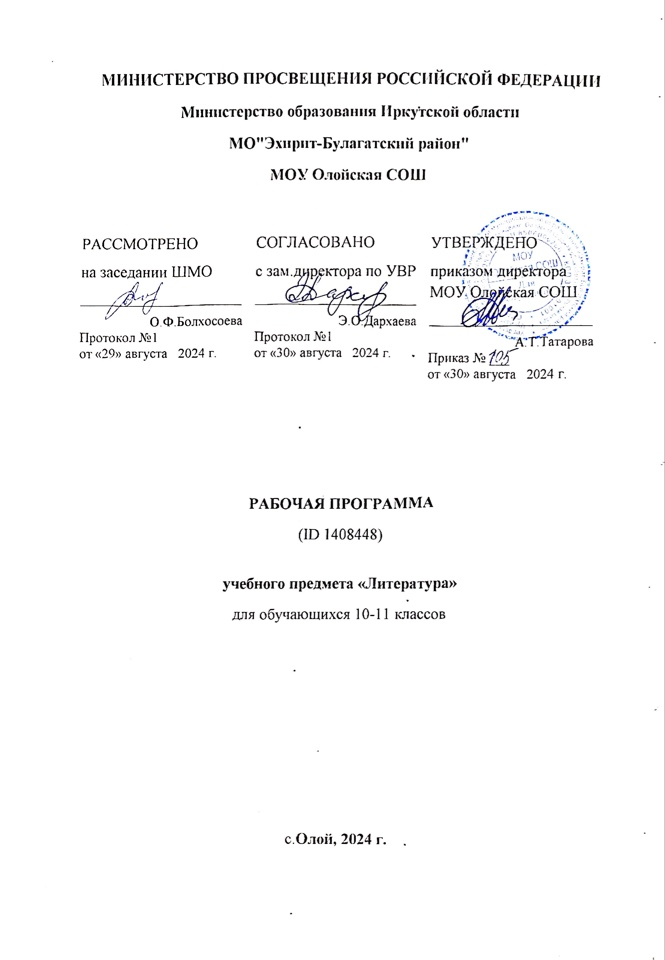 МИНИСТЕРСТВО ПРОСВЕЩЕНИЯ РОССИЙСКОЙ ФЕДЕРАЦИИ
Министерство образования Иркутской области
МО"Эхирит-Булагатский район"
МОУ Олойская СОШ
РАССМОТРЕНО
на заседании ШМО
О.Ф.Болхосоева
Протокол №1
от «29» августа 2024 г.
СОГЛАСОВАНО
с зам.директора по УВР
Э.О.Дархаева
Протокол №1
от «30» августа 2024 г.
УТВЕРЖДЕНО
приказом директора
МОУ Олойская СОШ
А.Т.Татарова
Приказ № 105
от «30» августа 2024 г.
МОУ
РАБОЧАЯ ПРОГРАММА
(ID 1408448)
учебного предмета «Литература»
для обучающихся 10-11 классов
с.Олой, 2024 г.